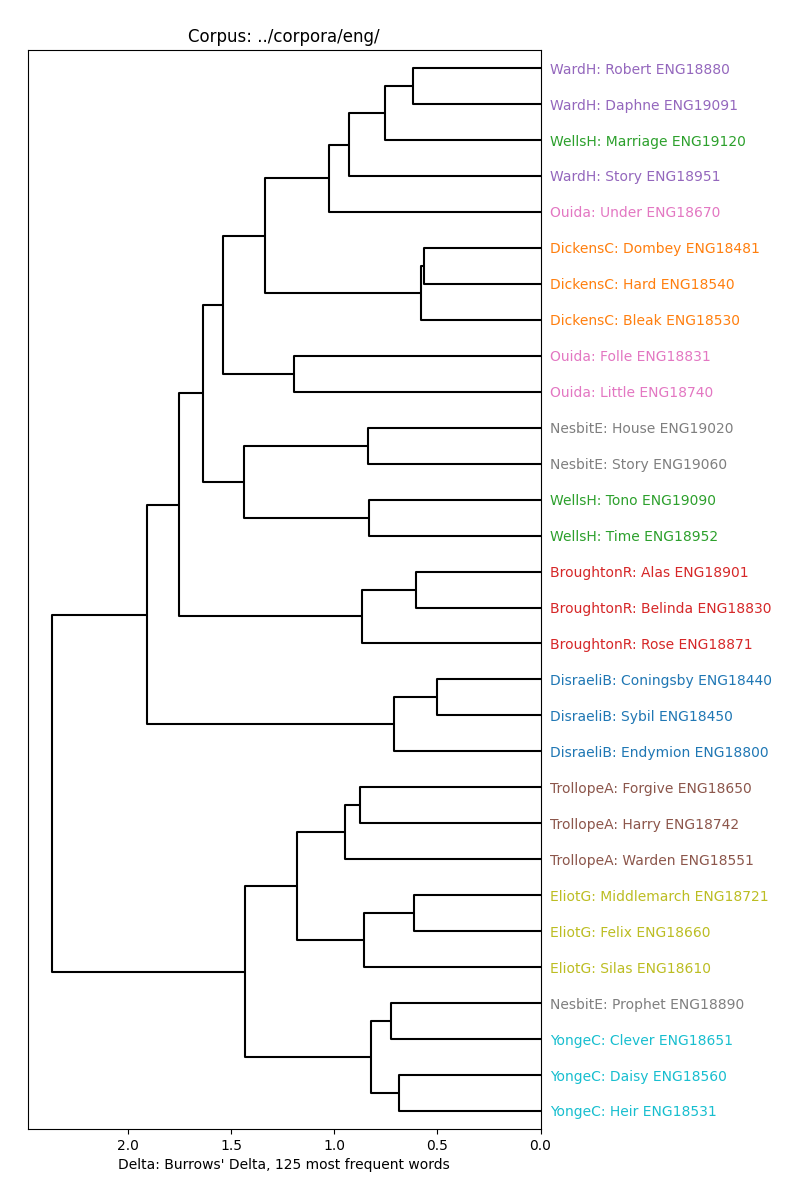 Corpus: ../corpora/eng/
WardH: Robert ENG18880
WardH: Daphne ENG19091
WellsH: Marriage ENG19120
WardH: Story ENG18951
Ouida: Under ENG18670
DickensC: Dombey ENG18481
DickensC: Hard ENG18540
DickensC: Bleak ENG18530
Ouida: Folle ENG18831
Ouida: Little ENG18740
NesbitE: House ENG19020
NesbitE: Story ENG19060
WellsH: Tono ENG19090
WellsH: Time ENG18952
BroughtonR: Alas ENG18901
BroughtonR: Belinda ENG18830
BroughtonR: Rose ENG18871
DisraeliB: Coningsby ENG18440
DisraeliB: Sybil ENG18450
DisraeliB: Endymion ENG18800
TrollopeA: Forgive ENG18650
TrollopeA: Harry ENG18742
TrollopeA: Warden ENG18551
EliotG: Middlemarch ENG18721
EliotG: Felix ENG18660
EliotG: Silas ENG18610
NesbitE: Prophet ENG18890
YongeC: Clever ENG18651
YongeC: Daisy ENG18560
YongeC: Heir ENG18531
2.0 1.5 1.0 0.5 0.0
Delta: Burrows' Delta, 125 most frequent words